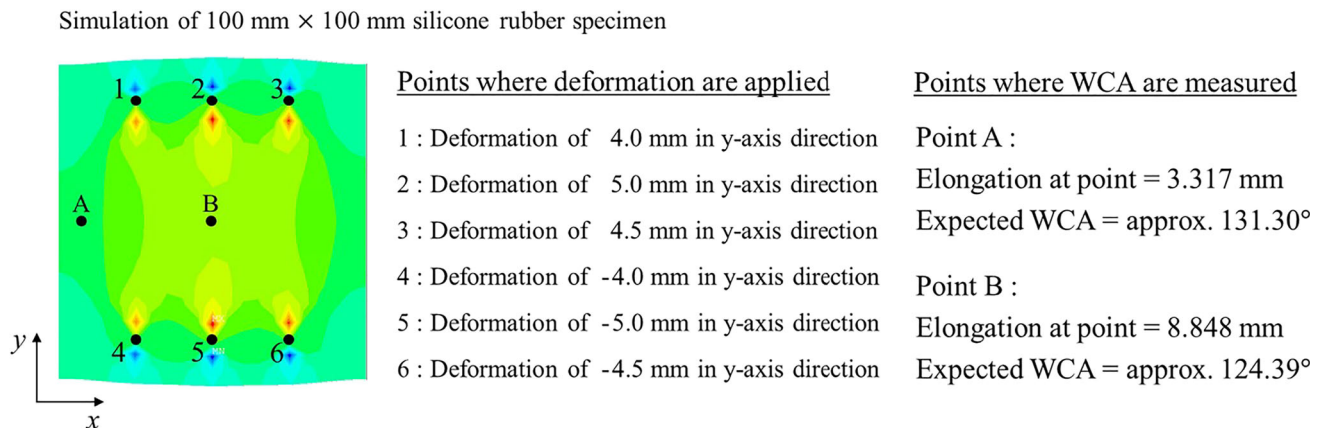 Simulation of 100 mm × 100 mm silicone rubber specimen
1 2 3
A B
4 5 6
MX
MN
y
x
Points where deformation are applied
1 : Deformation of 4.0 mm in y-axis direction
2 : Deformation of 5.0 mm in y-axis direction
3 : Deformation of 4.5 mm in y-axis direction
4 : Deformation of -4.0 mm in y-axis direction
5 : Deformation of -5.0 mm in y-axis direction
6 : Deformation of -4.5 mm in y-axis direction
Points where WCA are measured
Point A :
Elongation at point = 3.317 mm
Expected WCA = approx. 131.30°
Point B :
Elongation at point = 8.848 mm
Expected WCA = approx. 124.39°